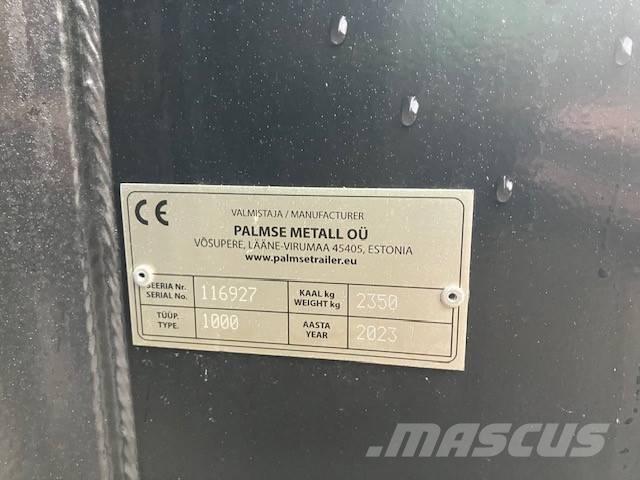 CE
VALMISTAJA / MANUFACTURER
PALMSE METALL OÜ
VÕSUPERE, LÄÄNE-VIRUMAA 45405, ESTONIA
www.palmsetrailer.eu
SEERIA Nr.
SERIAL No.
116927
KAAL kg
WEIGHT kg
2350
TÜÜP.
TYPE.
1000
AASTA
YEAR
2023
MASCUS